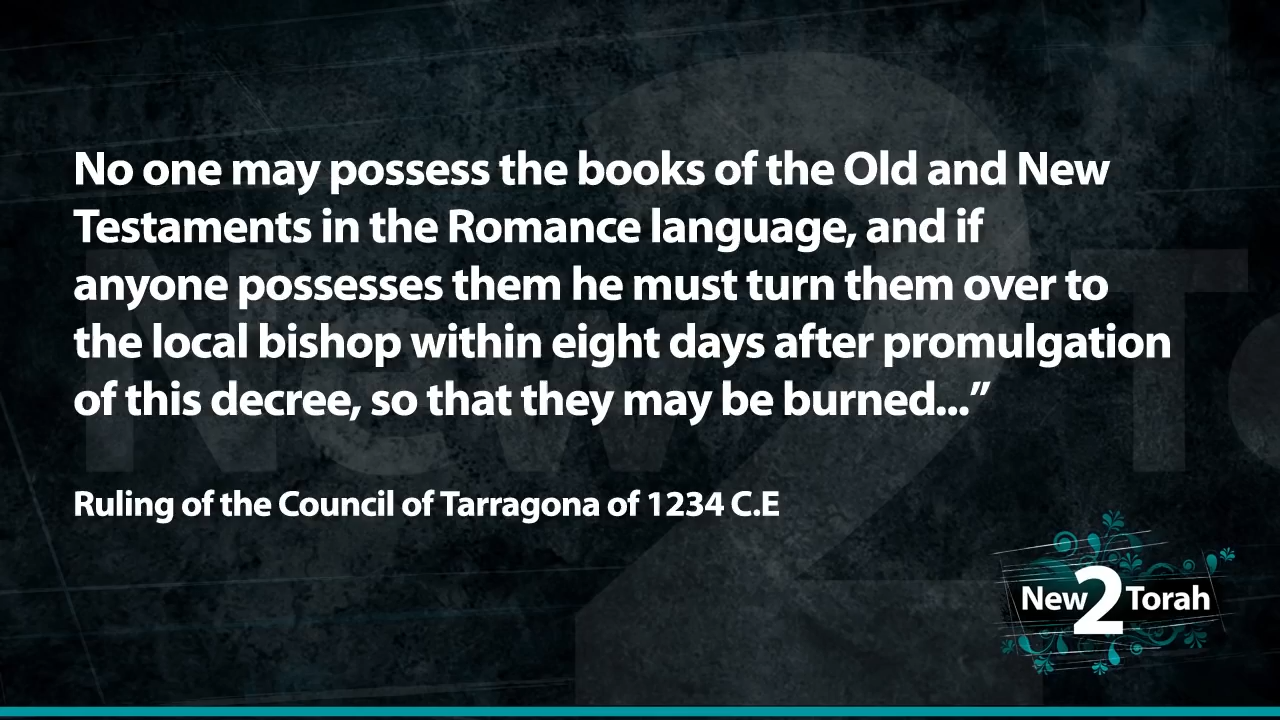 No one may possess the books of the Old and New
Testaments in the Romance language, and if
anyone possesses them he must turn them over to
the local bishop within eight days after promulgation
of this decree, so that they may be burned...”
Ruling of the Council of Tarragona of 1234 C.E
New2Torah